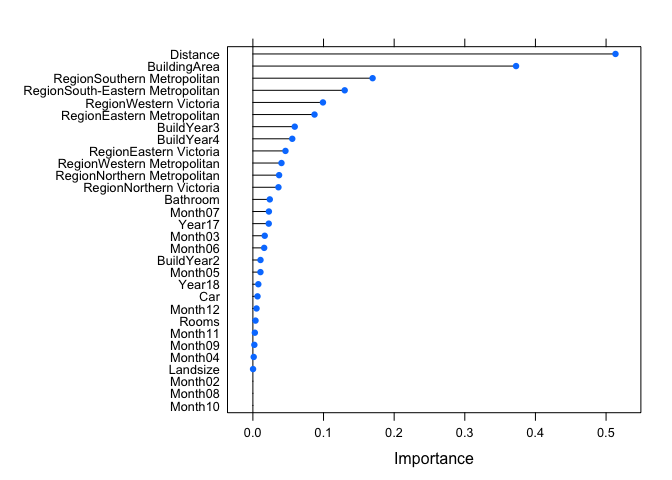 Distance
BuildingArea
RegionSouthern Metropolitan
RegionSouth-Eastern Metropolitan
RegionWestern Victoria
RegionEastern Metropolitan
BuildYear3
BuildYear4
RegionEastern Victoria
RegionWestern Metropolitan
RegionNorthern Metropolitan
RegionNorthern Victoria
Bathroom
Month07
Year17
Month03
Month06
BuildYear2
Month05
Year18
Car
Month12
Rooms
Month11
Month09
Month04
Landsize
Month02
Month08
Month10
0.0 0.1 0.2 0.3 0.4 0.5
Importance